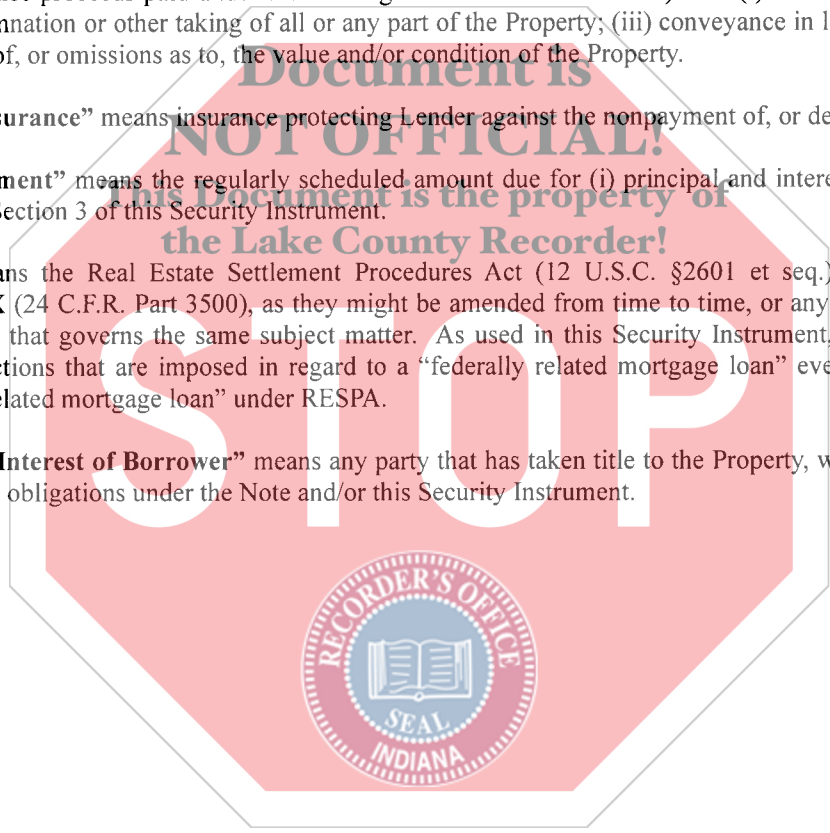 nnation or other taking of all or any part of the Property; (iii) conveyance in l
of, or omissions as to, the value and/or condition of the Property.
Document is
surance” means insurance protecting Lender against the nonpayment of, or de
NOT OFFICIAL!
ment” means the regularly scheduled amount due for (i) principal and intere
This Document is the property of
Section 3 of this Security Instrument.
the Lake County Recorder!
ans the Real Estate Settlement Procedures Act (12 U.S.C. §2601 et seq.)
X (24 C.F.R. Part 3500), as they might be amended from time to time, or any
that governs the same subject matter. As used in this Security Instrument,
ctions that are imposed in regard to a “federally related mortgage loan” eve
elated mortgage loan” under RESPA.
STOP
Interest of Borrower” means any party that has taken title to the Property, w
obligations under the Note and/or this Security Instrument.
RECORDER'S OFFICE
SEAL
INDIANA